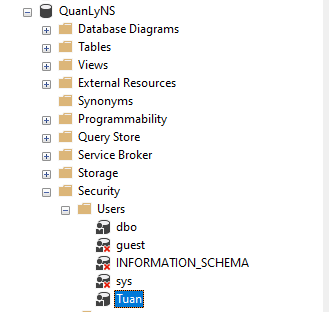 QuanLyNS
Database Diagrams
Tables
Views
External Resources
Synonyms
Programmability
Query Store
Service Broker
Storage
Security
Users
dbo
guest
INFORMATION_SCHEMA
sys
Tuan